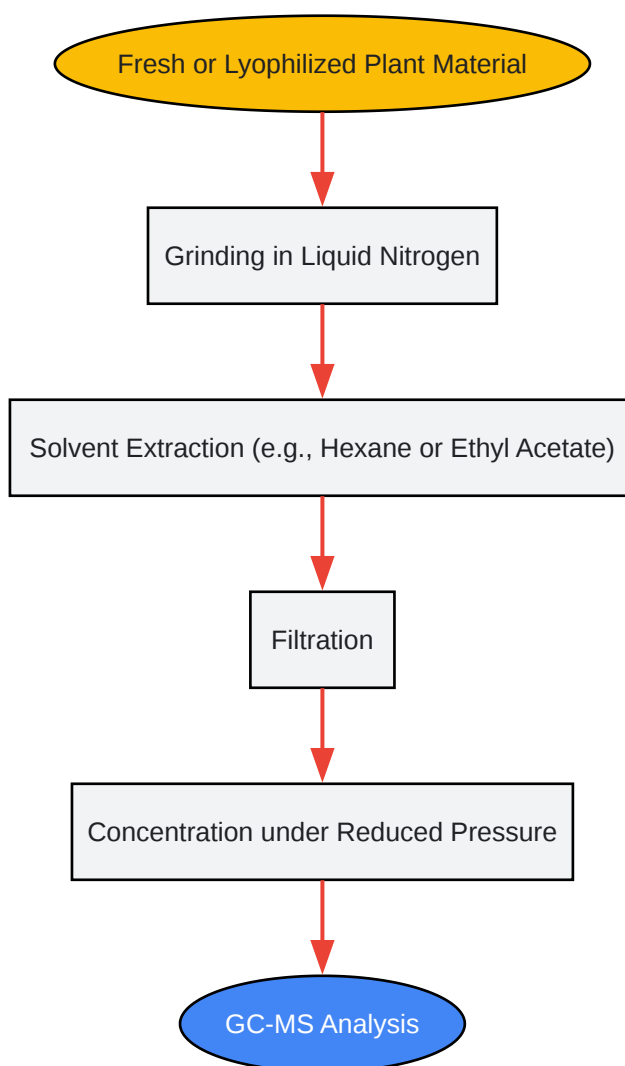 Fresh or Lyophilized Plant Material
Grinding in Liquid Nitrogen
Solvent Extraction (e.g., Hexane or Ethyl Acetate)
Filtration
Concentration under Reduced Pressure
GC-MS Analysis